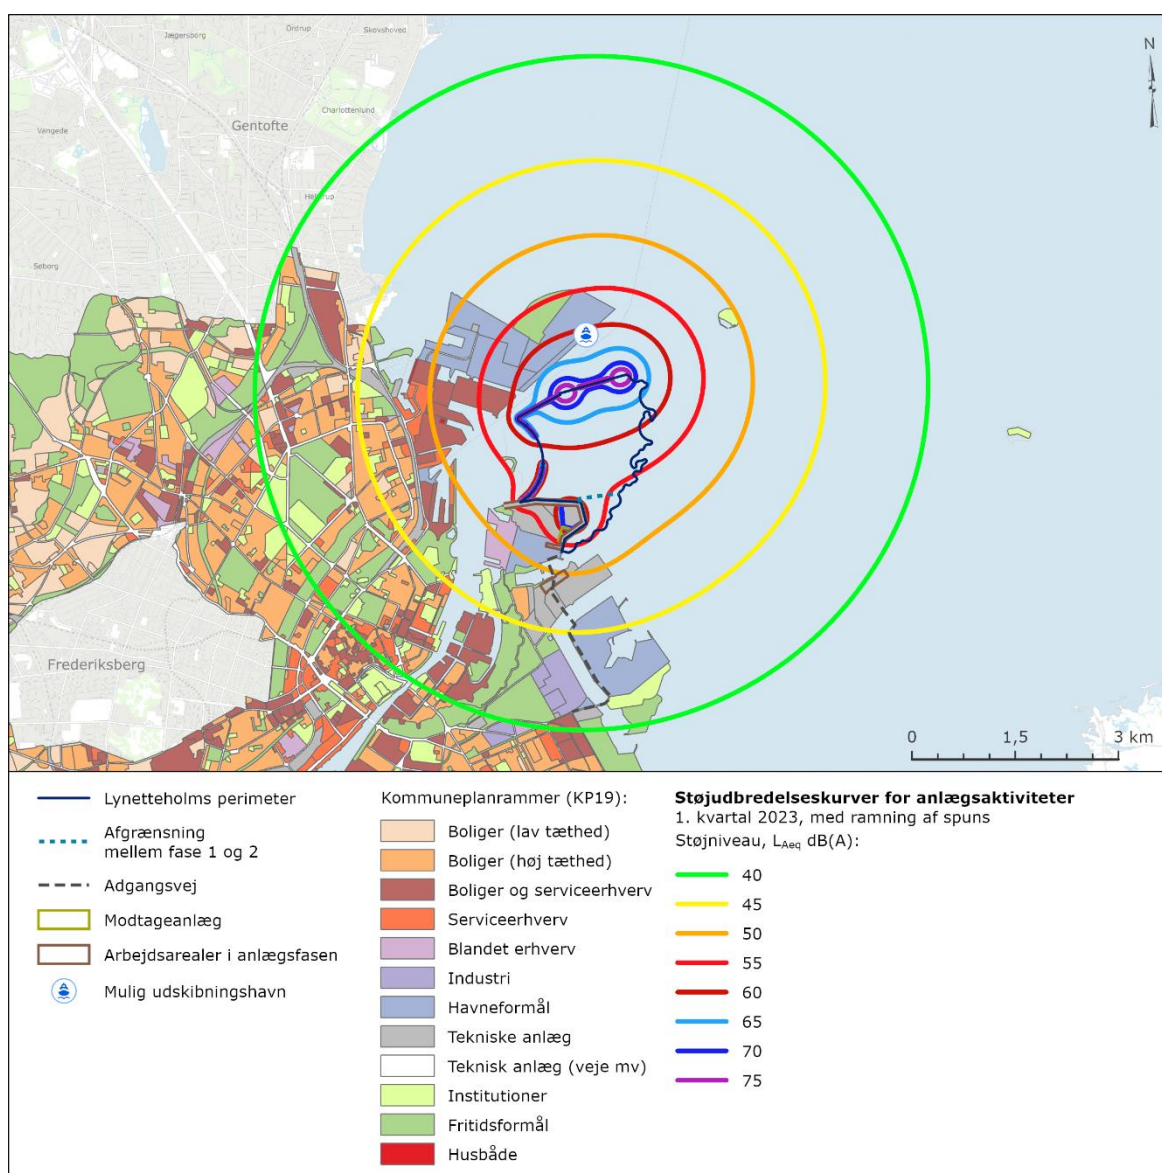 Jægersborg
Ordrup
Skovshoved
N
Charlottenlund
Vangede
Gentofte
Hellerup
Søborg
Frederiksberg
0 1,5 3 km
Lynetteholms perimeter
Afgrænsning
mellem fase 1 og 2
Adgangsvej
Modtageanlæg
Arbejdsarealer i anlægsfasen
Mulig udskibningshavn
Kommuneplanrammer (KP19):
Boliger (lav tæthed)
Boliger (høj tæthed)
Boliger og serviceerhverv
Serviceerhverv
Blandet erhverv
Industri
Havneformål
Tekniske anlæg
Teknisk anlæg (veje mv)
Institutioner
Fritidsformål
Husbåde
Støjudbredelseskurver for anlægsaktiviteter
1. kvartal 2023, med ramning af spuns
Støjniveau, LAeq dB(A):
40
45
50
55
60
65
70
75